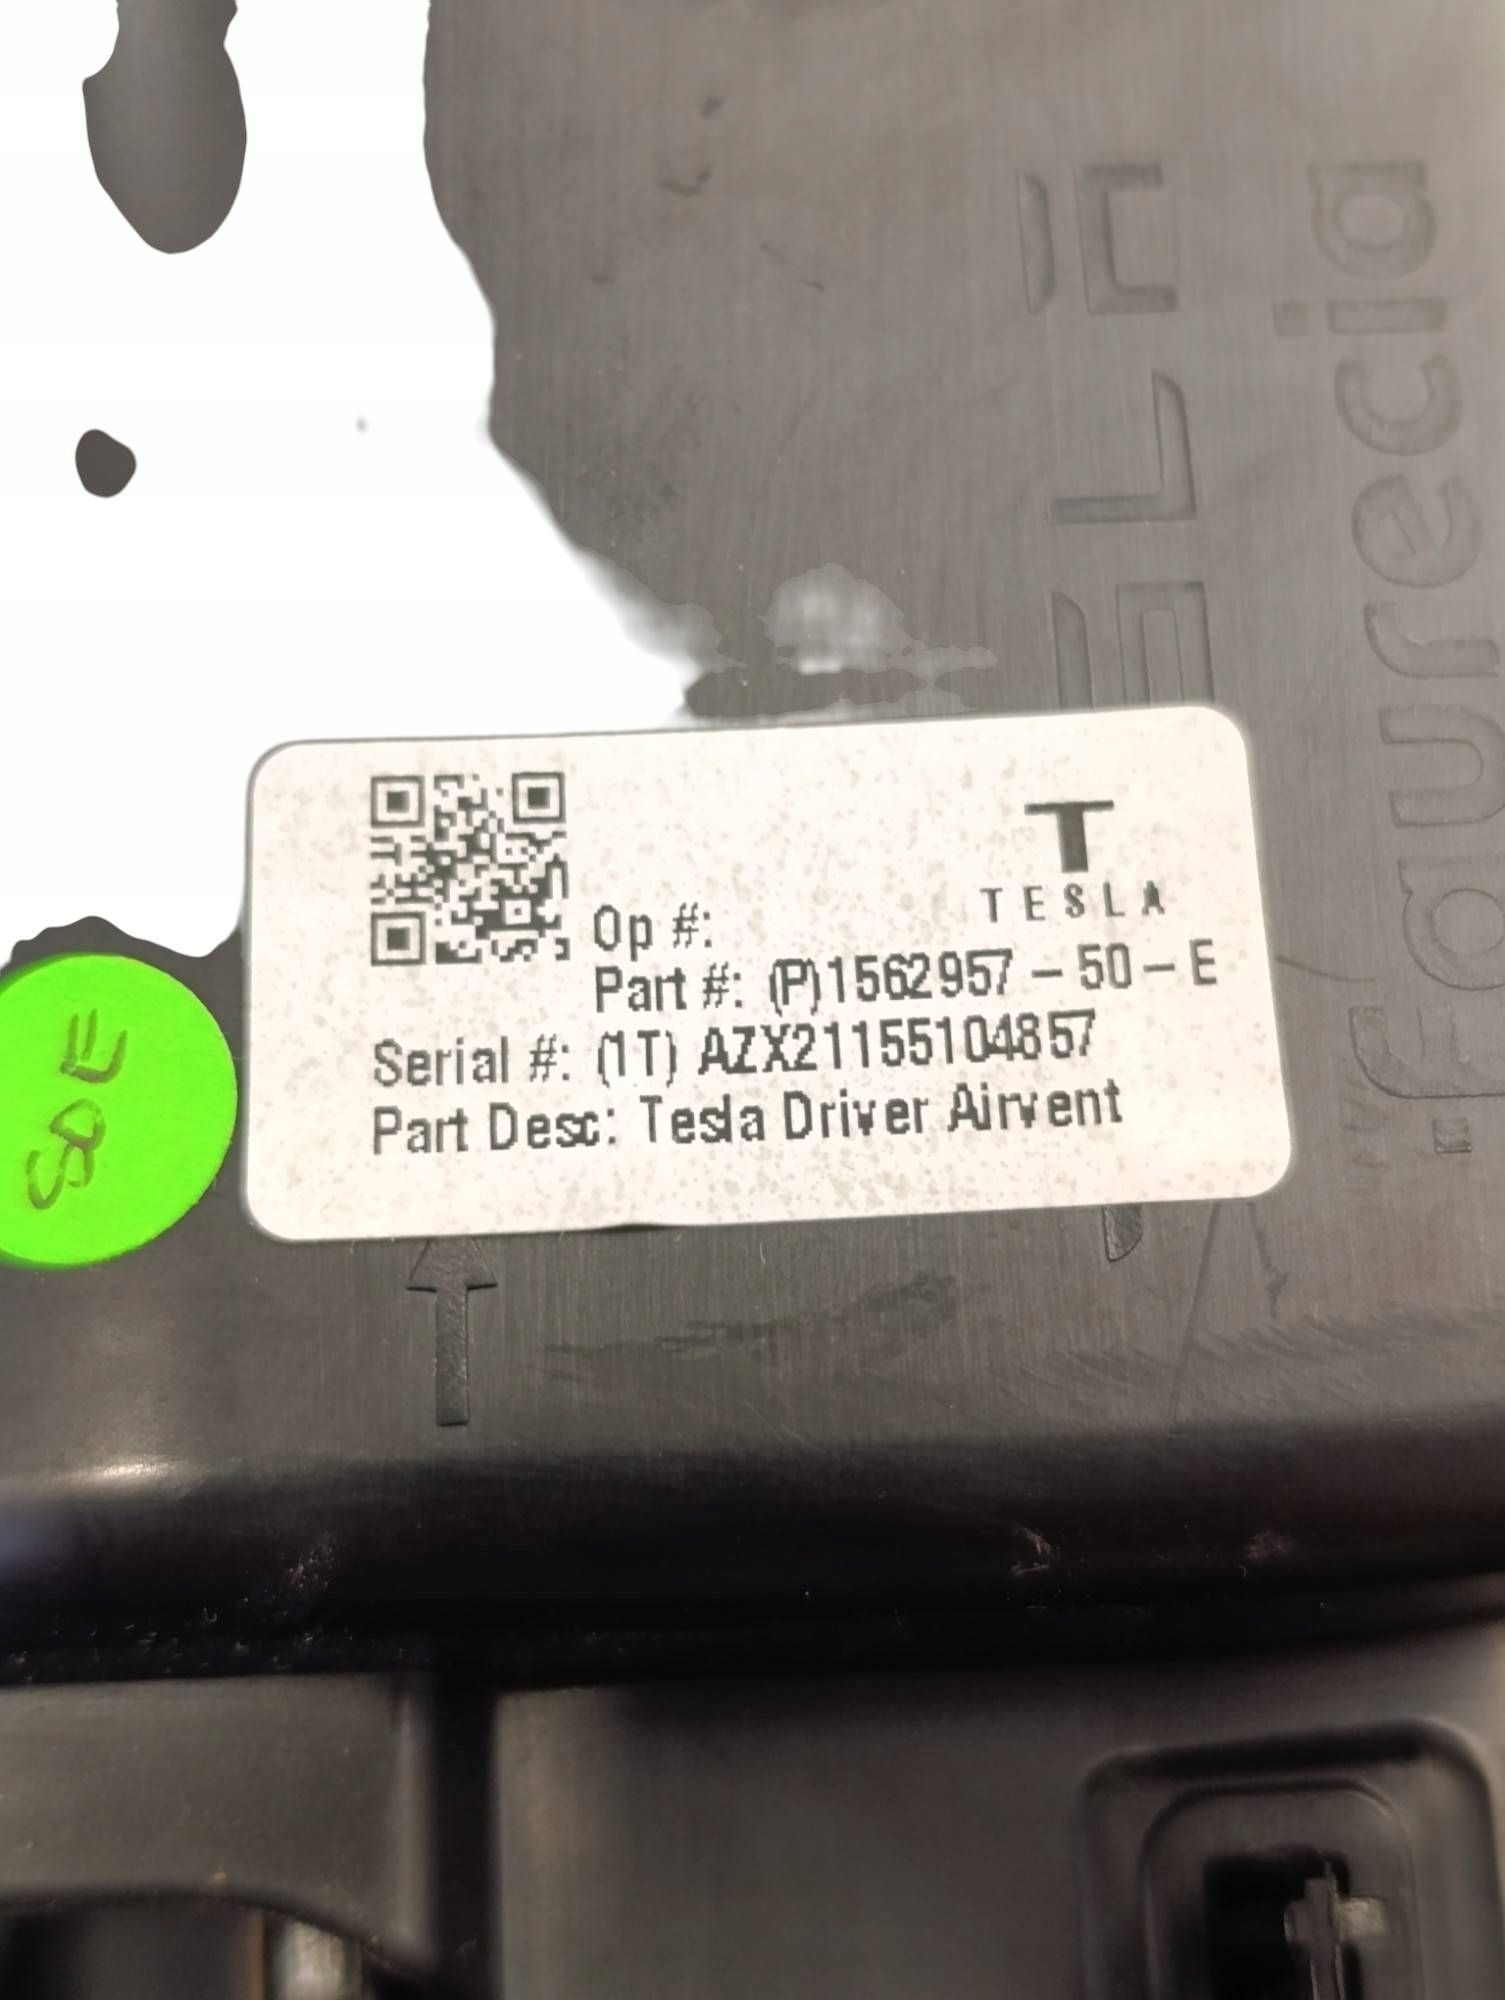 faurecia
TESLA
Op #:
Part #: (P)1562957-50-E
Serial #: (1T) AZX21155104857
Part Desc: Tesla Driver Airvent